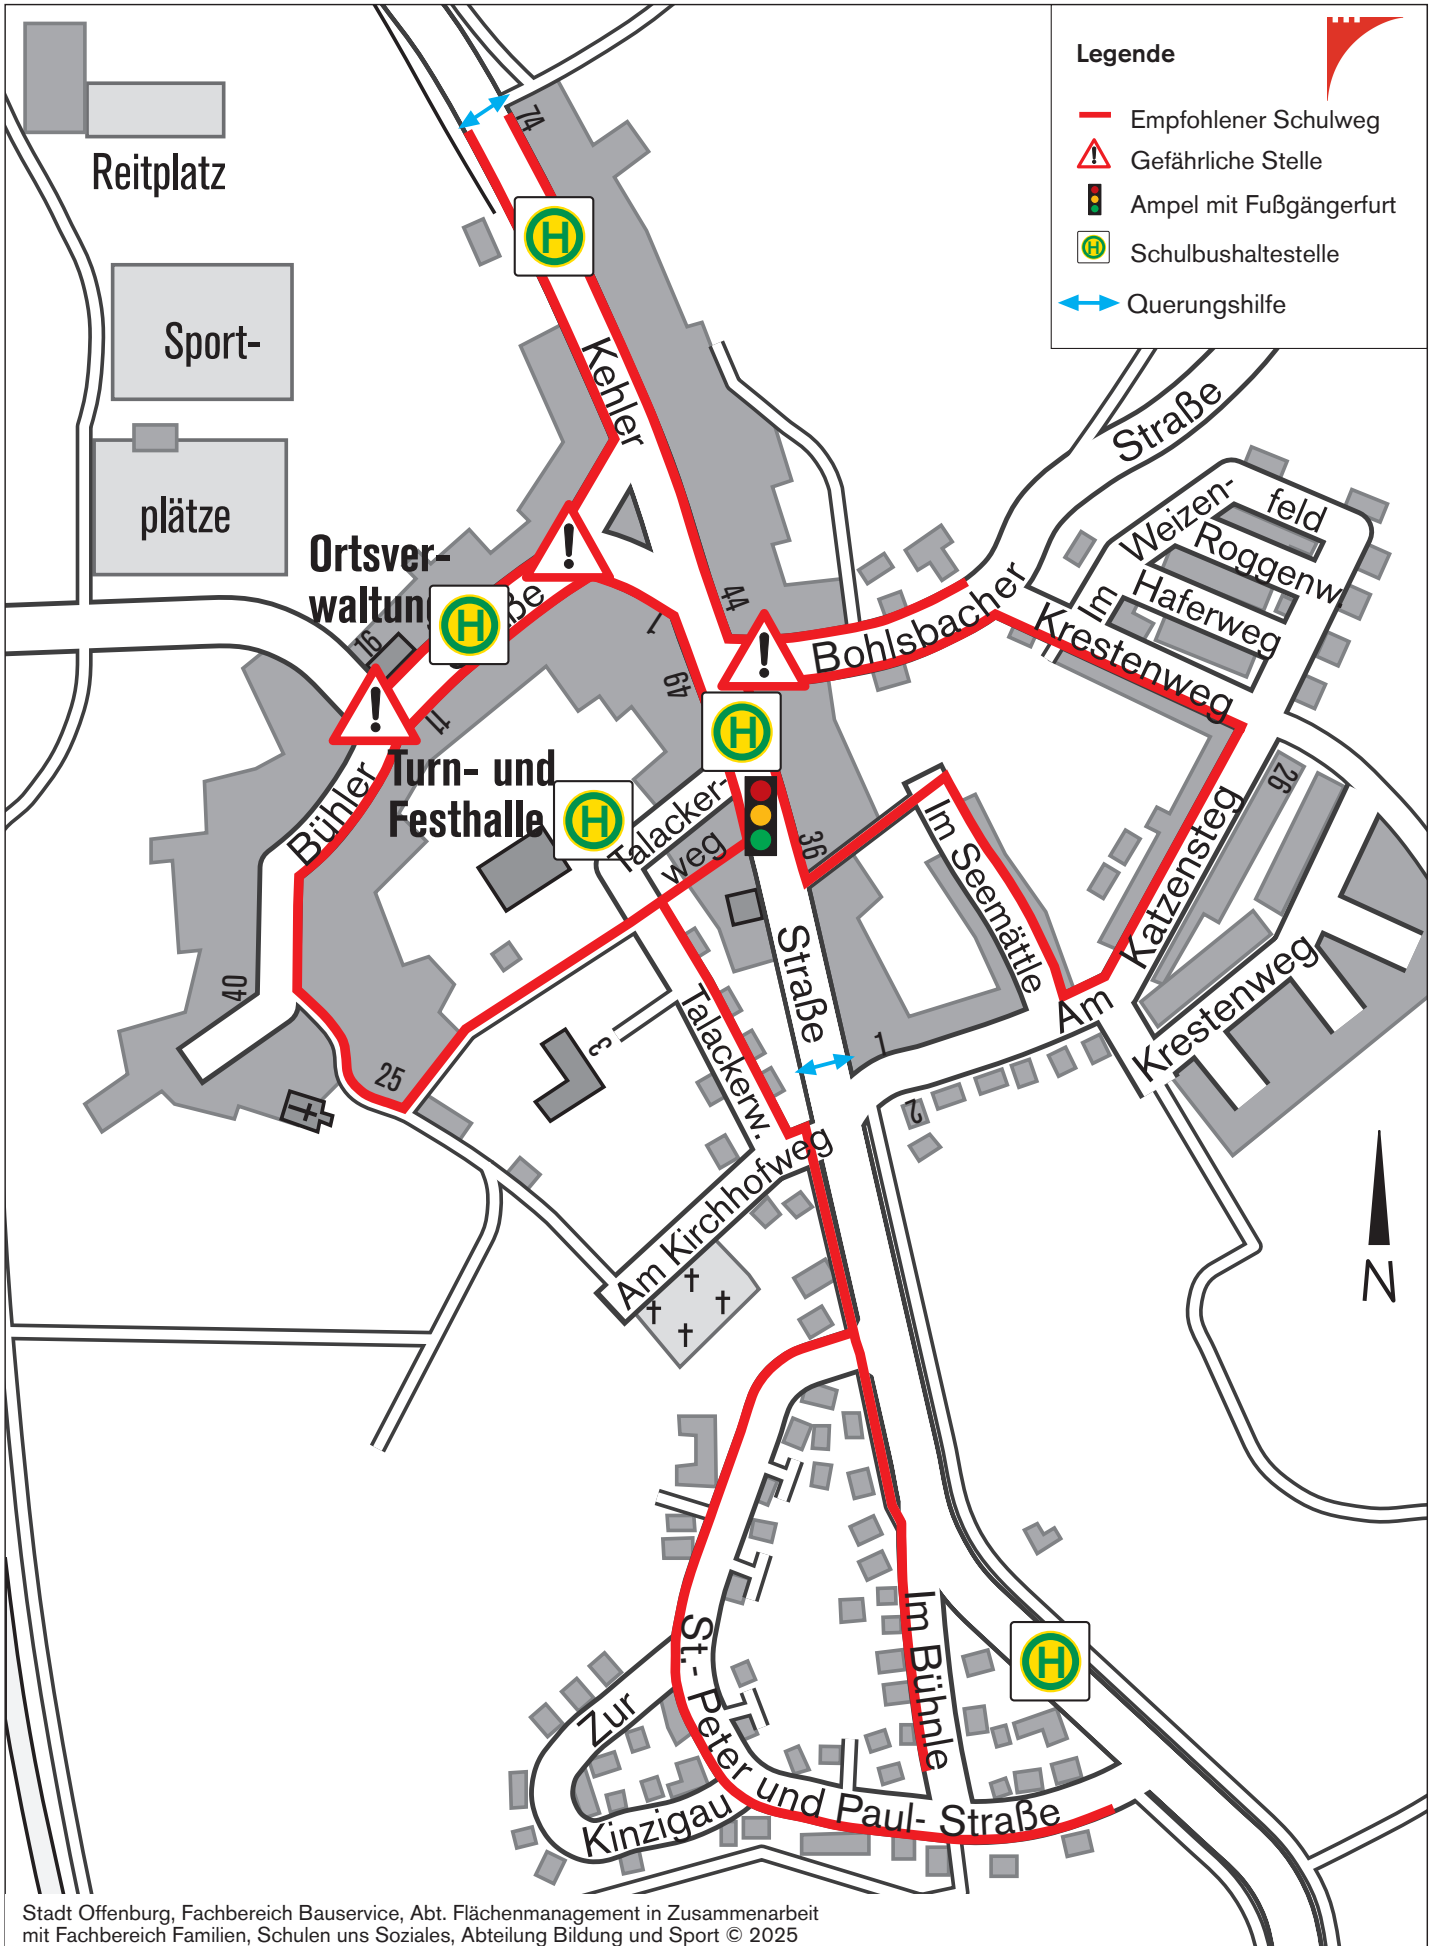 Legende
Empfohlener Schulweg
Gefährliche Stelle
Ampel mit Fußgängerfurt
H
Schulbushaltestelle
Querungshilfe
Reitplatz
74
H
Sport-
Kehler
plätze
Straße
Weizen-
feld
Roggenw.
Im
Haferweg
Ortsver-
waltung
H
ße
16
11
1
44
49
Bohlsbacher
Krestenweg
H
Turn- und
Festhalle
H
Bühler
Talacker-
weg
36
Im Seemättle
Katzensteg
26
Am
Krestenweg
Straße
40
25
3
Talackerw.
1
2
Am Kirchhofweg
N
Im Bühnle
H
St.- Peter und Paul- Straße
Zur
Kinzigau
Stadt Offenburg, Fachbereich Bauservice, Abt. Flächenmanagement in Zusammenarbeit
mit Fachbereich Familien, Schulen uns Soziales, Abteilung Bildung und Sport © 2025